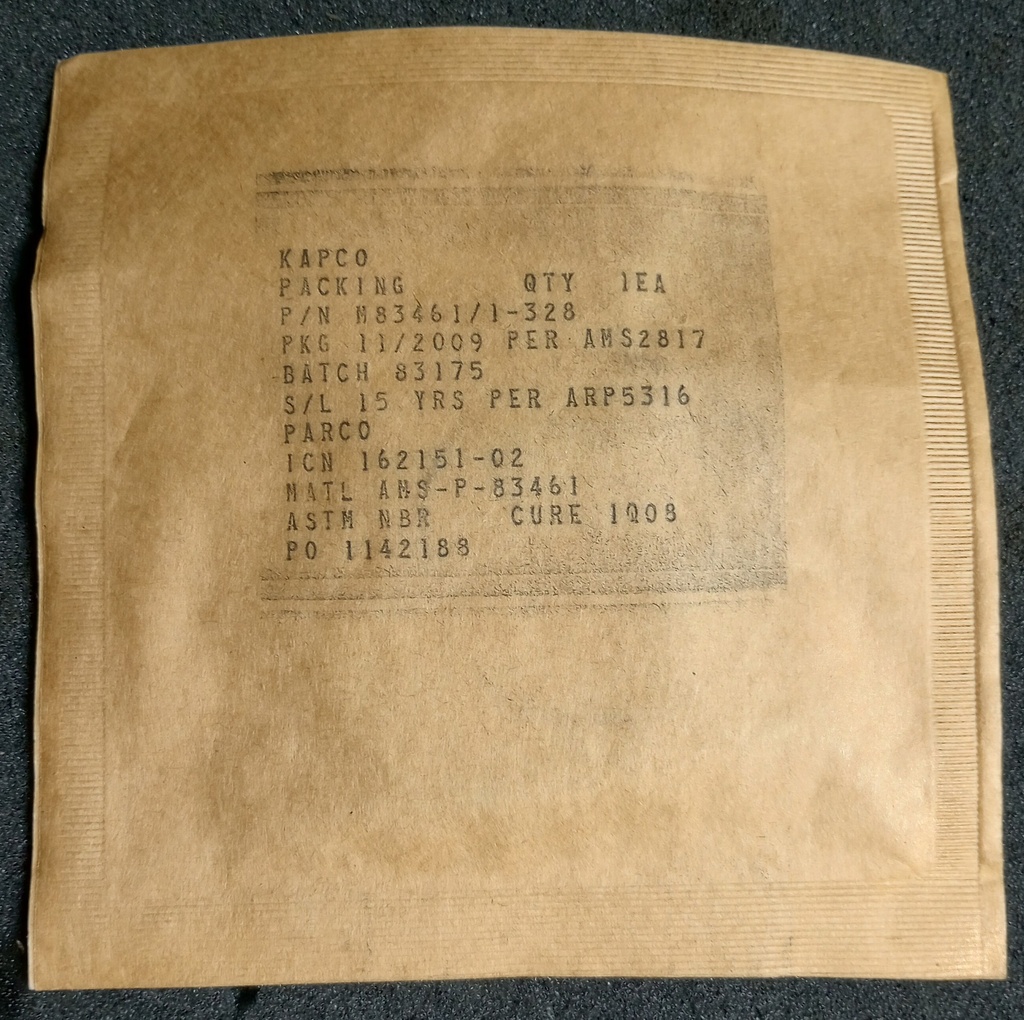 KAPCO
PACKING QTY 1EA
P/N M83461/1-328
PKG 11/2009 PER AMS2817
BATCH 83175
S/L 15 YRS PER ARP5316
PARCO
ICN 162151-02
MATL AMS-P-83461
ASTM NBR CURE 1Q08
PO 1142188